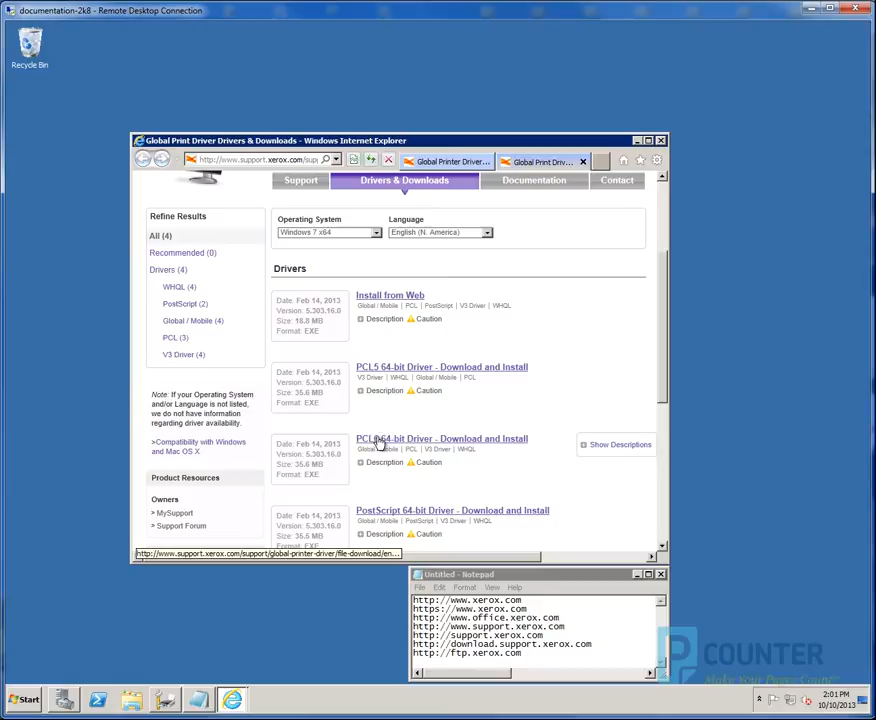 documentation-2k8 - Remote Desktop Connection
Recycle Bin
Global Print Driver Drivers & Downloads - Windows Internet Explorer
http://www.support.xerox.com/supp
Global Printer Driver...
Global Print Driv...
Support
Drivers & Downloads
Documentation
Contact
Refine Results
All (4)
Recommended (0)
Drivers (4)
WHQL (4)
PostScript (2)
Global / Mobile (4)
PCL (3)
V3 Driver (4)
Note: If your Operating System
and/or Language is not listed,
we do not have information
regarding driver availability.
>Compatibility with Windows
and Mac OS X
Product Resources
Owners
> MySupport
> Support Forum
Operating System
Language
Windows 7 x64
English (N. America)
Drivers
Date: Feb 14, 2013
Version: 5.303.16.0
Size: 18.8 MB
Format: EXE
Install from Web
Global / Mobile | PCL | PostScript | V3 Driver | WHQL
Description
Caution
Date: Feb 14, 2013
Version: 5.303.16.0
Size: 35.6 MB
Format: EXE
PCL5 64-bit Driver - Download and Install
V3 Driver | WHQL | Global / Mobile | PCL
Description
Caution
Date: Feb 14, 2013
Version: 5.303.16.0
Size: 35.6 MB
Format: EXE
64-bit Driver - Download and Install
Global / Mobile | PCL | V3 Driver | WHQL
Description
Caution
Show Descriptions
Date: Feb 14, 2013
Version: 5.303.16.0
Size: 35.5 MB
Format: EXE
PostScript 64-bit Driver - Download and Install
Global / Mobile | PostScript | V3 Driver | WHQL
Description
Caution
http://www.support.xerox.com/support/global-printer-driver/file-download/en...
Untitled - Notepad
File Edit Format View Help
http://www.xerox.com
https://www.xerox.com
http://www.office.xerox.com
http://www.support.xerox.com
http://support.xerox.com
http://download.support.xerox.com
http://ftp.xerox.com
P COUNTER
Make Your Paper Count
Start
2:01 PM
10/10/2013